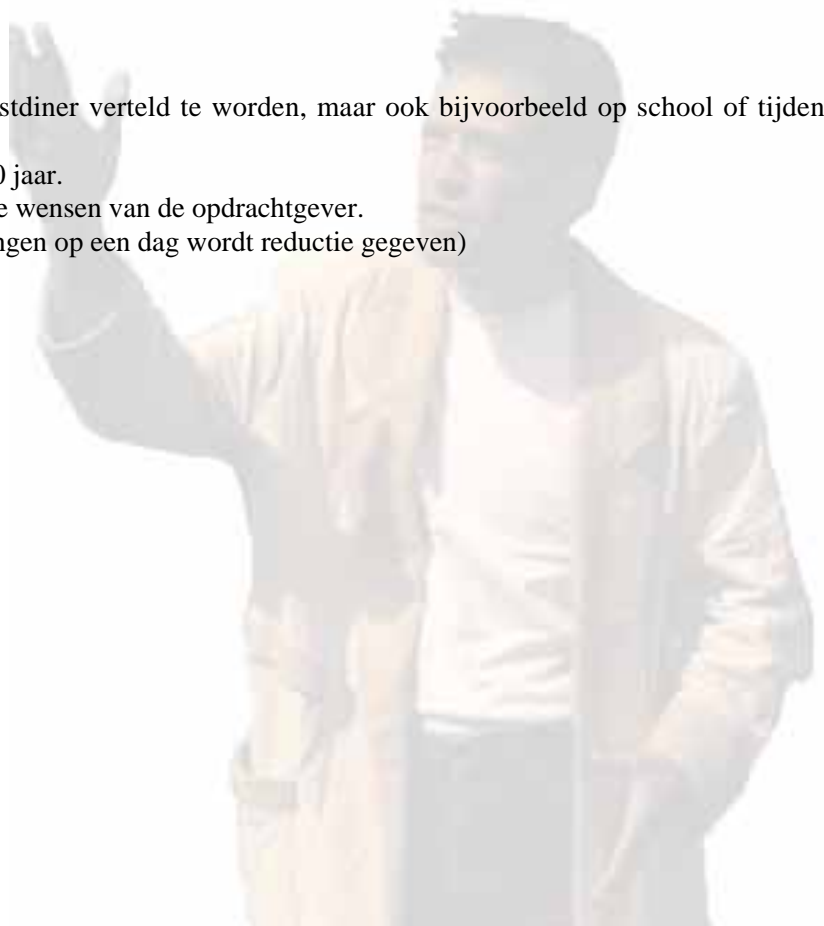 stdiner verteld te worden, maar ook bijvoorbeeld op school of tijden
0 jaar.
e wensen van de opdrachtgever.
ngen op een dag wordt reductie gegeven)